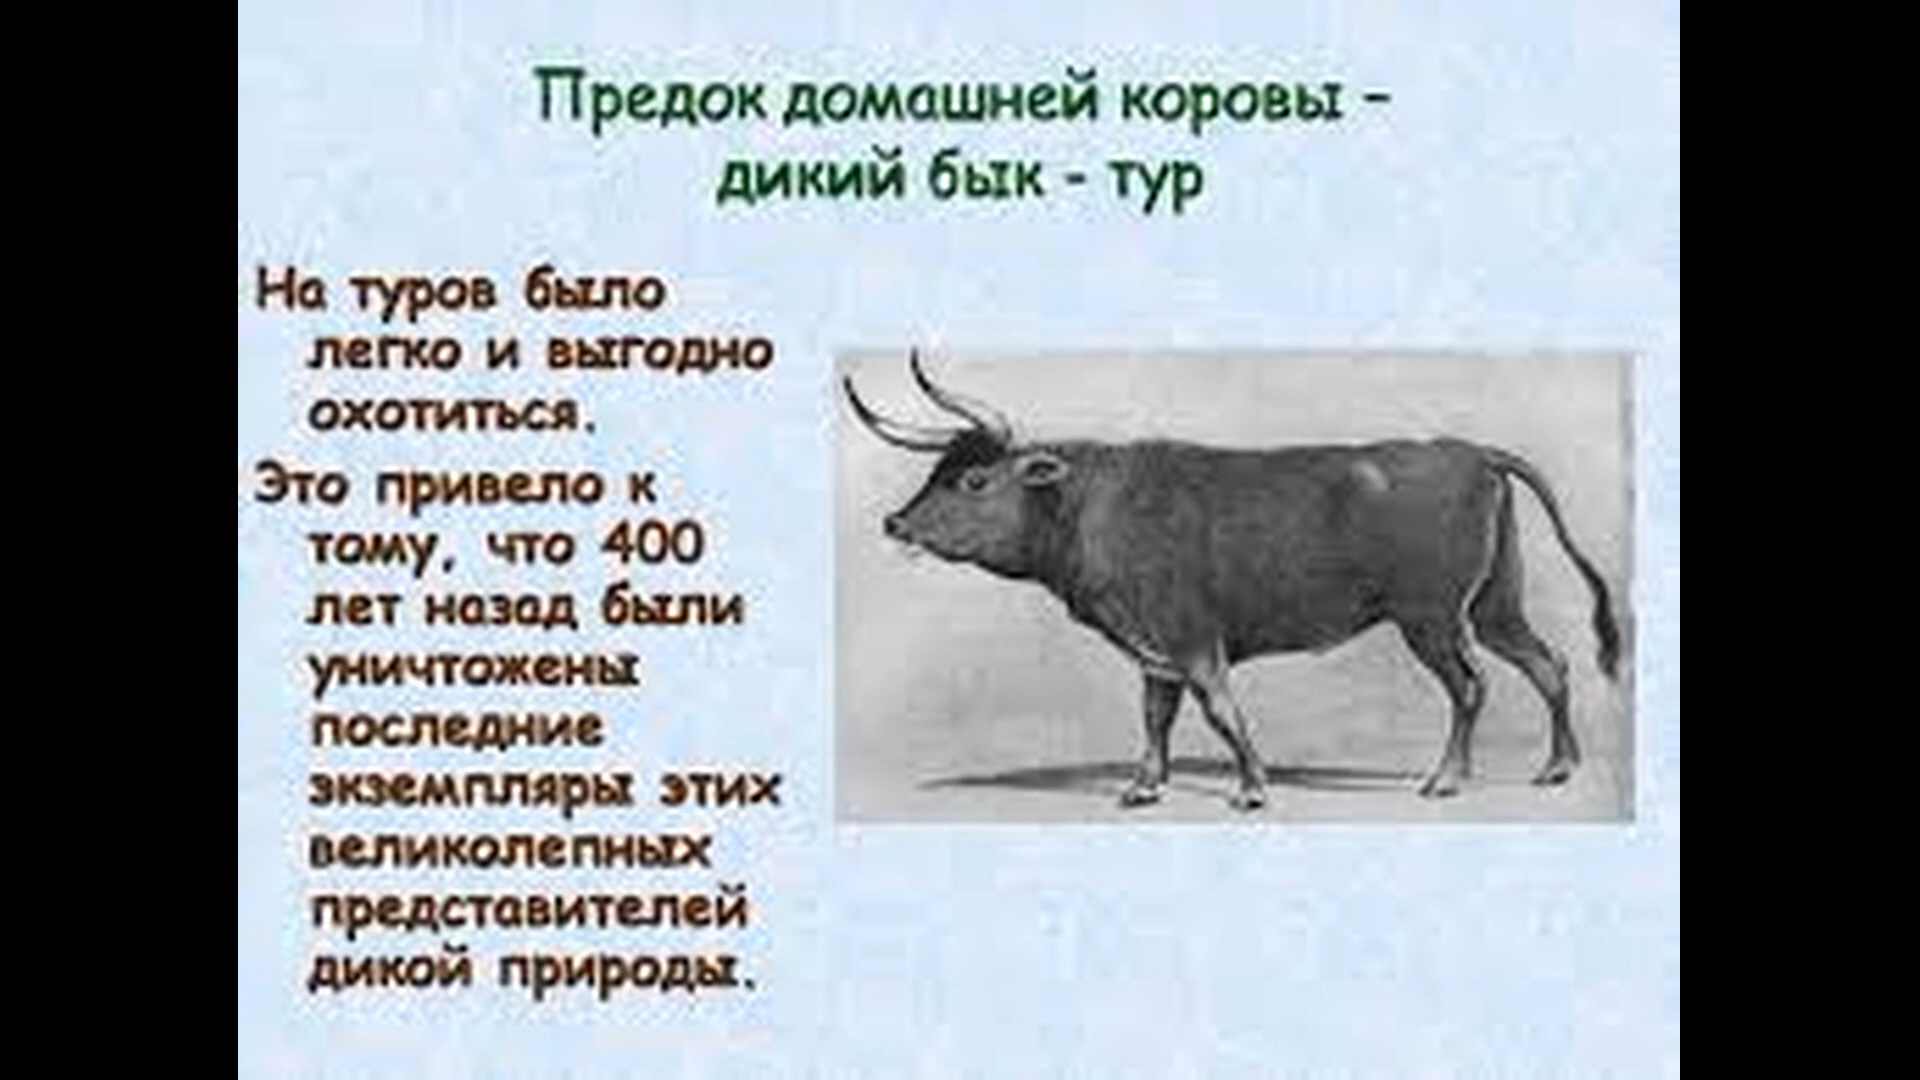 Предок домашней коровы –
дикий бык - тур
На туров было
легко и выгодно
охотиться.
Это привело к
тому, что 400
лет назад были
уничтожены
последние
экземпляры этих
великолепных
представителей
дикой природы.